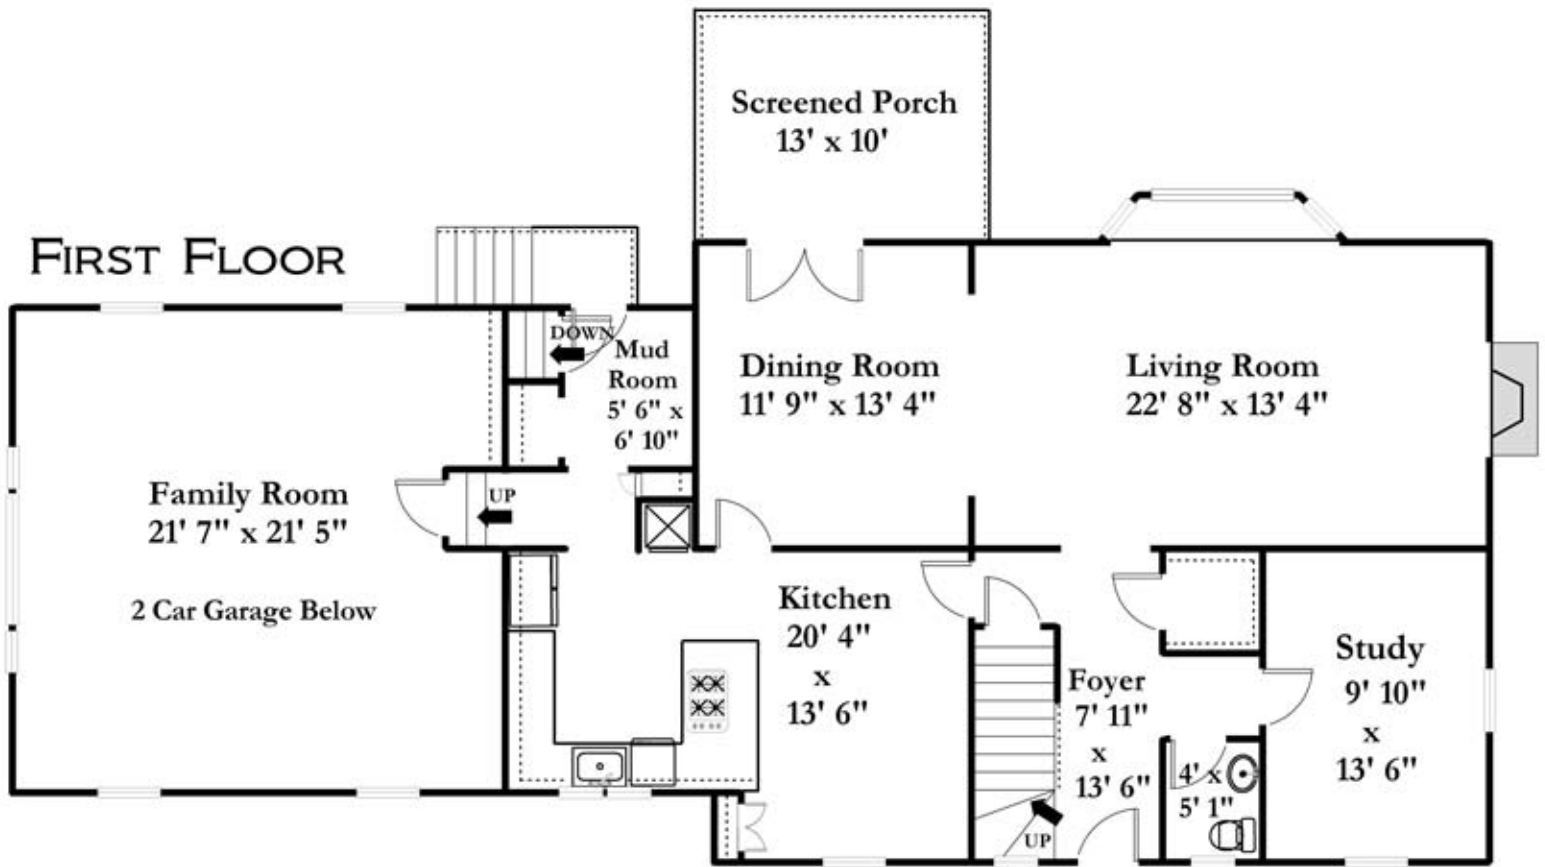 Screened Porch
13' x 10'
FIRST FLOOR
DOWN
Mud
Room
5' 6" x
6' 10"
Dining Room
11' 9" x 13' 4"
Living Room
22' 8" x 13' 4"
Family Room
21' 7" x 21' 5"
UP
2 Car Garage Below
Kitchen
20' 4"
x
13' 6"
Foyer
7' 11"
x
13' 6"
Study
9' 10"
x
13' 6"
4' x
5' 1"
UP